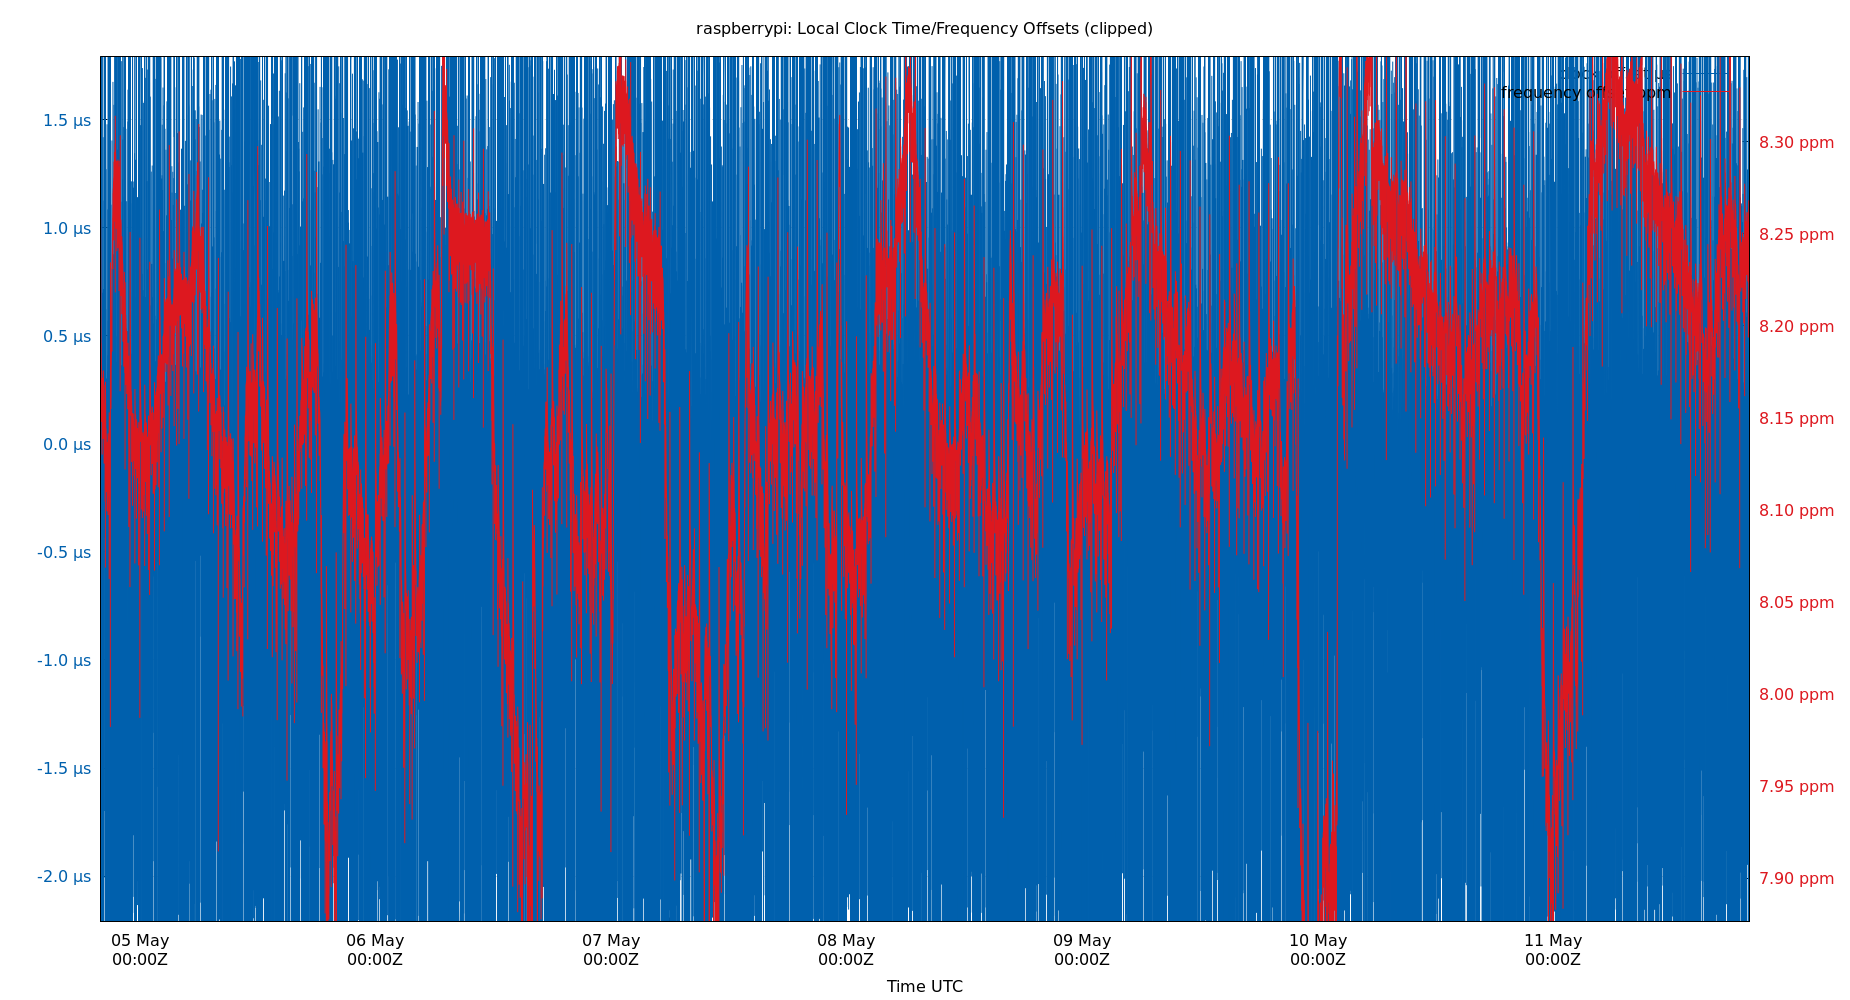 raspberrypi: Local Clock Time/Frequency Offsets (clipped)
frequency offset ppm
1.5 µs
1.0 µs
0.5 µs
0.0 µs
-0.5 µs
-1.0 µs
-1.5 µs
-2.0 µs
8.30 ppm
8.25 ppm
8.20 ppm
8.15 ppm
8.10 ppm
8.05 ppm
8.00 ppm
7.95 ppm
7.90 ppm
05 May 06 May 07 May 08 May 09 May 10 May 11 May
00:00Z 00:00Z 00:00Z 00:00Z 00:00Z 00:00Z 00:00Z
Time UTC